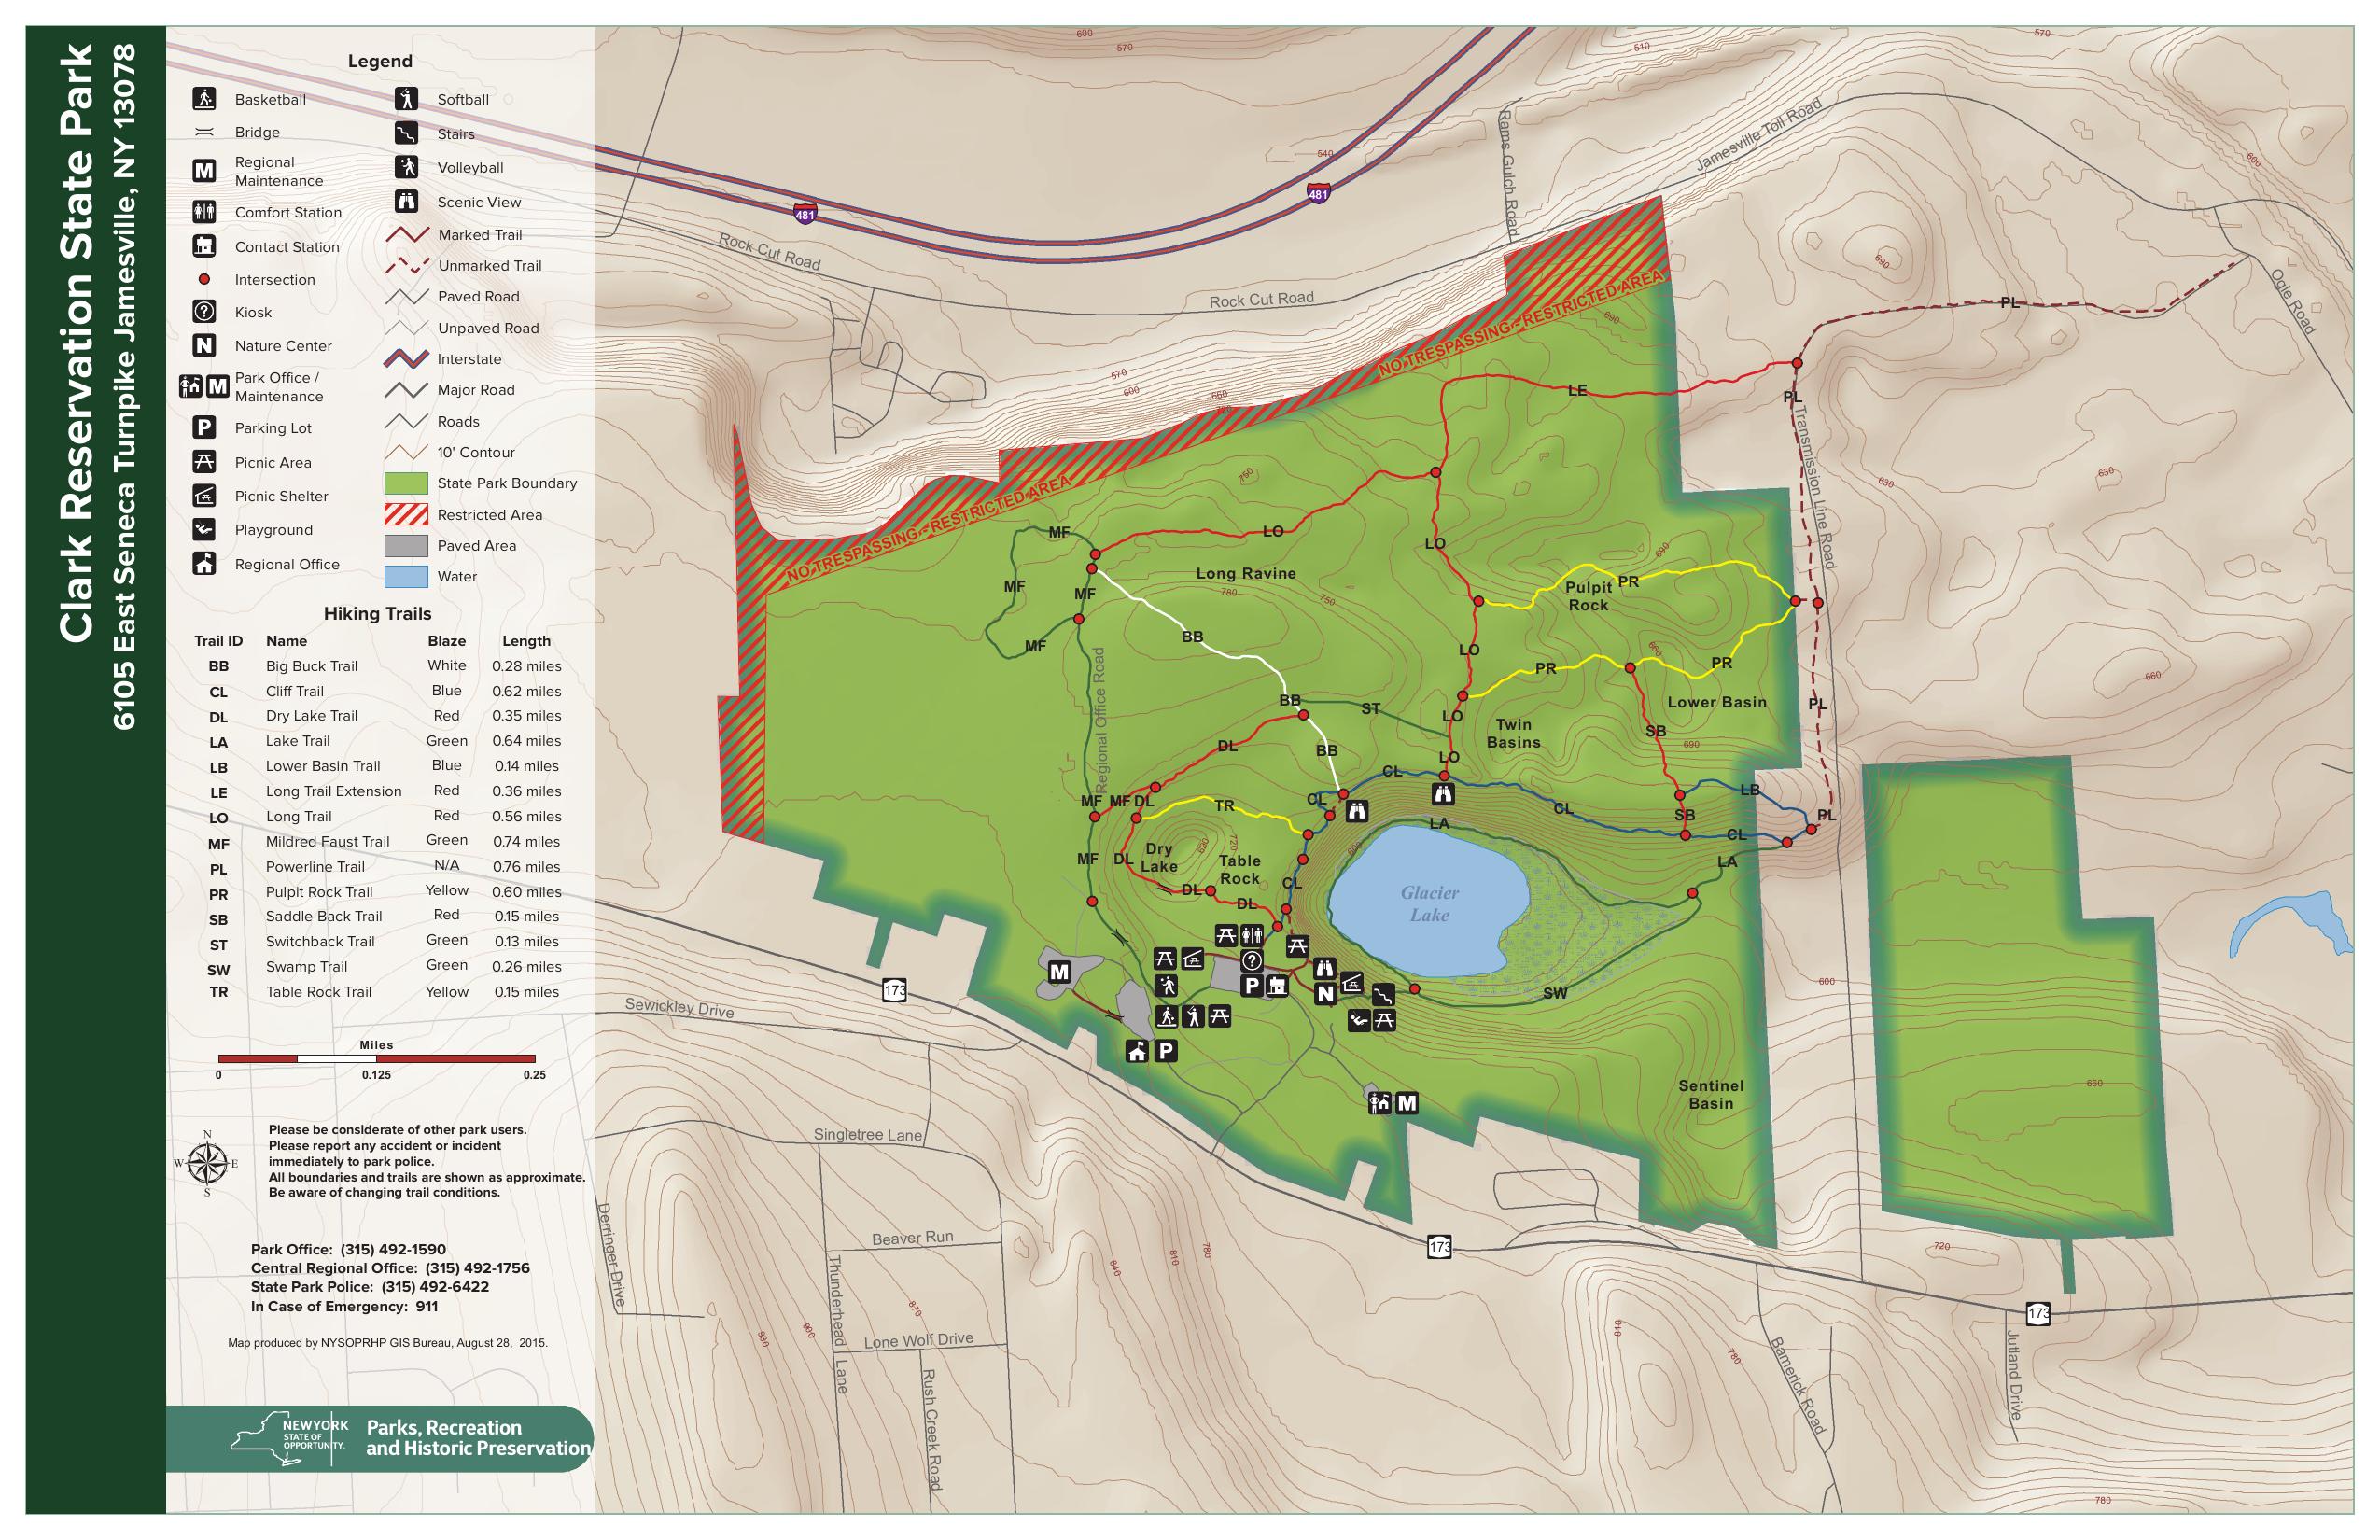 Clark Reservation State Park
6105 East Seneca Turnpike Jamesville, NY 13078
Legend
Basketball
Bridge
M
Regional
Maintenance
Comfort Station
Contact Station
Intersection
?
Kiosk
N
Nature Center
M
Park Office /
Maintenance
P
Parking Lot
Picnic Area
Picnic Shelter
Playground
Regional Office
Softball
Stairs
Volleyball
Scenic View
Marked Trail
Unmarked Trail
Paved Road
Unpaved Road
Interstate
Major Road
Roads
10' Contour
State Park Boundary
Restricted Area
Paved Area
Water
Hiking Trails
Trail ID Name Blaze Length
BB Big Buck Trail White 0.28 miles
CL Cliff Trail Blue 0.62 miles
DL Dry Lake Trail Red 0.35 miles
LA Lake Trail Green 0.64 miles
LB Lower Basin Trail Blue 0.14 miles
LE Long Trail Extension Red 0.36 miles
LO Long Trail Red 0.56 miles
MF Mildred Faust Trail Green 0.74 miles
PL Powerline Trail N/A 0.76 miles
PR Pulpit Rock Trail Yellow 0.60 miles
SB Saddle Back Trail Red 0.15 miles
ST Switchback Trail Green 0.13 miles
SW Swamp Trail Green 0.26 miles
TR Table Rock Trail Yellow 0.15 miles
Miles
0 0.125 0.25
N
W E
S
Please be considerate of other park users.
Please report any accident or incident
immediately to park police.
All boundaries and trails are shown as approximate.
Be aware of changing trail conditions.
Park Office: (315) 492-1590
Central Regional Office: (315) 492-1756
State Park Police: (315) 492-6422
In Case of Emergency: 911
Map produced by NYSOPRHP GIS Bureau, August 28, 2015.
NEW YORK
STATE OF
OPPORTUNITY.
Parks, Recreation
and Historic Preservation
600
570
510
570
540
600
481
481
Rock Cut Road
Rock Cut Road
Rams Gulch Road
Jamesville Toll Road
Ogle Road
Transmission Line Road
Regional Office Road
NO TRESPASSING - RESTRICTED AREA
NO TRESPASSING - RESTRICTED AREA
690
690
570
600
660
720
750
630
630
LE
PL
PL
MF
MF
MF
MF
LO
LO
Long Ravine
780
750
690
Pulpit
Rock
PR
BB
LO
PR
660
PR
660
Lower Basin
BB
ST
LO
Twin
Basins
SB
690
PL
DL
BB
LO
CL
MF
MF
DL
TR
CL
CL
LB
SB
CL
PL
LA
LA
MF
DL
Dry
Lake
690
720
Table
Rock
600
DL
CL
DL
Glacier
Lake
SW
600
M
?
P
N
P
M
Sentinel
Basin
660
173
173
173
Sewickley Drive
Singletree Lane
Derringer Drive
Beaver Run
Thunderhead Lane
Lone Wolf Drive
Rush Creek Road
Bamerick Road
Jutland Drive
720
840
810
780
870
900
930
810
780
780